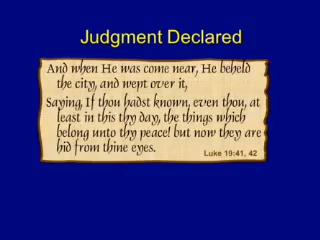 Judgment Declared
And when He was come near, He beheld
the city, and wept over it,
Saying, If thou hadst known, even thou, at
least in this thy day, the things which
belong unto thy peace! but now they are
hid from thine eyes.
Luke 19:41, 42